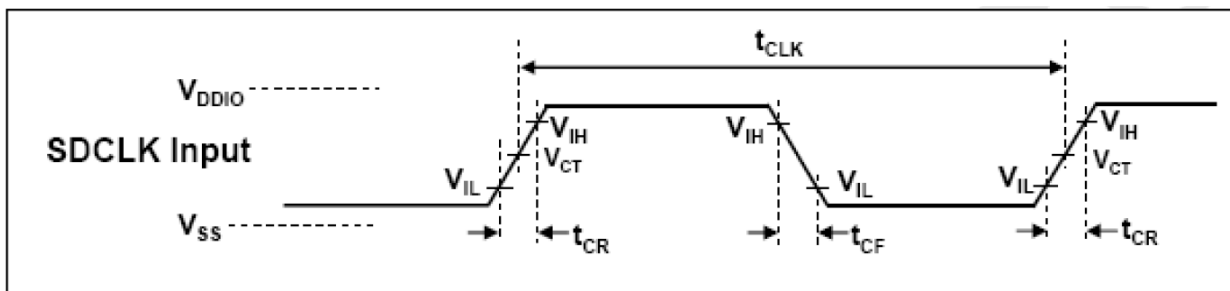 tCLK
VDDIO
SDCLK Input
VSS
VIH
VCT
VIL
tCR
VIH
VIL
tCF
VIH
VCT
VIL
tCR